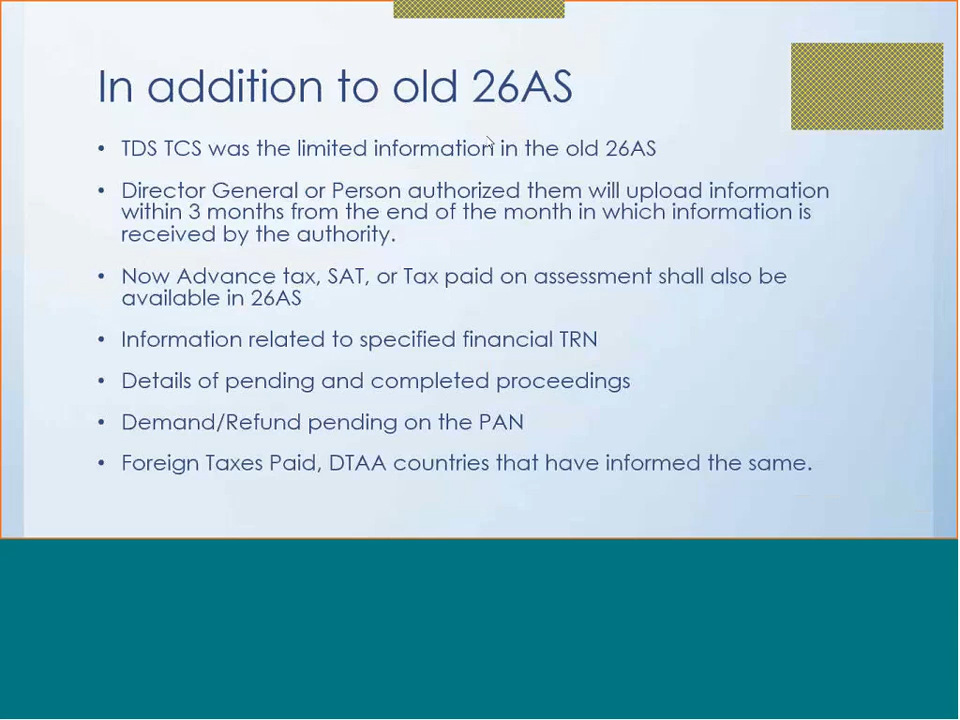 In addition to old 26AS
• TDS TCS was the limited information in the old 26AS
• Director General or Person authorized them will upload information
within 3 months from the end of the month in which information is
received by the authority.
• Now Advance tax, SAT, or Tax paid on assessment shall also be
available in 26AS
• Information related to specified financial TRN
• Details of pending and completed proceedings
• Demand/Refund pending on the PAN
• Foreign Taxes Paid, DTAA countries that have informed the same.